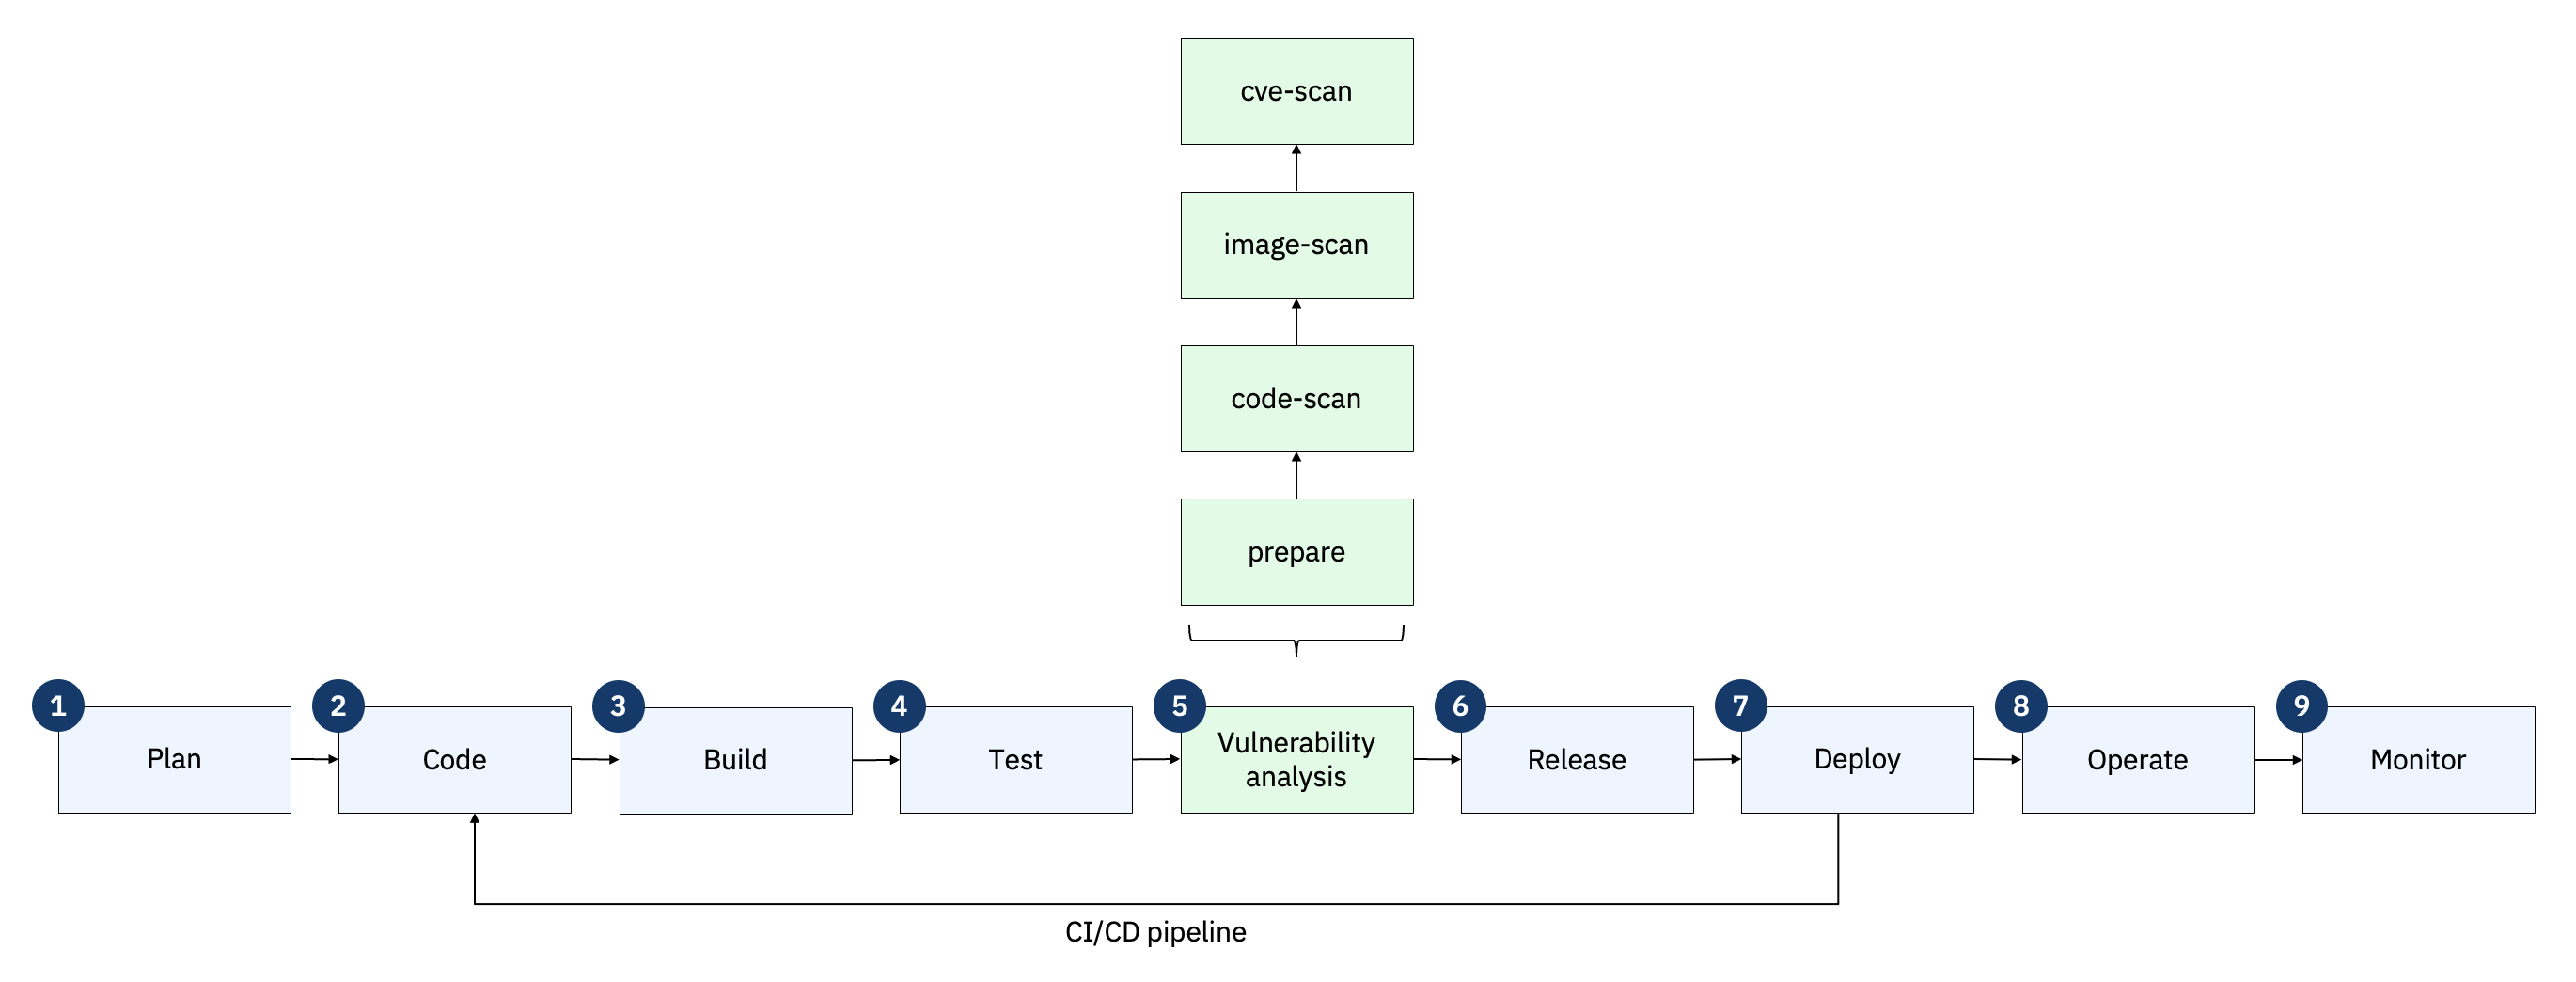 cve-scan
image-scan
code-scan
prepare
1
Plan
2
Code
3
Build
4
Test
5
Vulnerability
analysis
6
Release
7
Deploy
8
Operate
9
Monitor
CI/CD pipeline